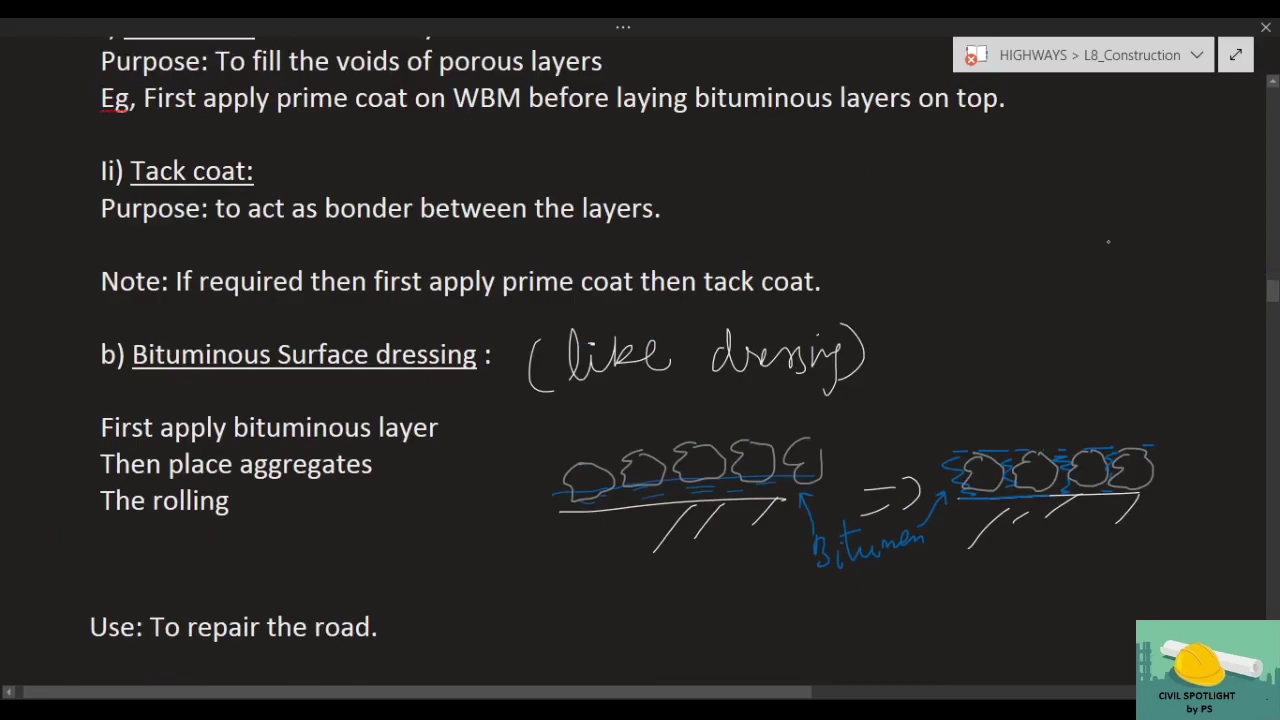 HIGHWAYS > L8_Construction
Purpose: To fill the voids of porous layers
Eg, First apply prime coat on WBM before laying bituminous layers on top.
Ii) Tack coat:
Purpose: to act as bonder between the layers.
Note: If required then first apply prime coat then tack coat.
b) Bituminous Surface dressing : (like dressing)
First apply bituminous layer
Then place aggregates
The rolling
Bitumen
Use: To repair the road.
CIVIL SPOTLIGHT
by PS